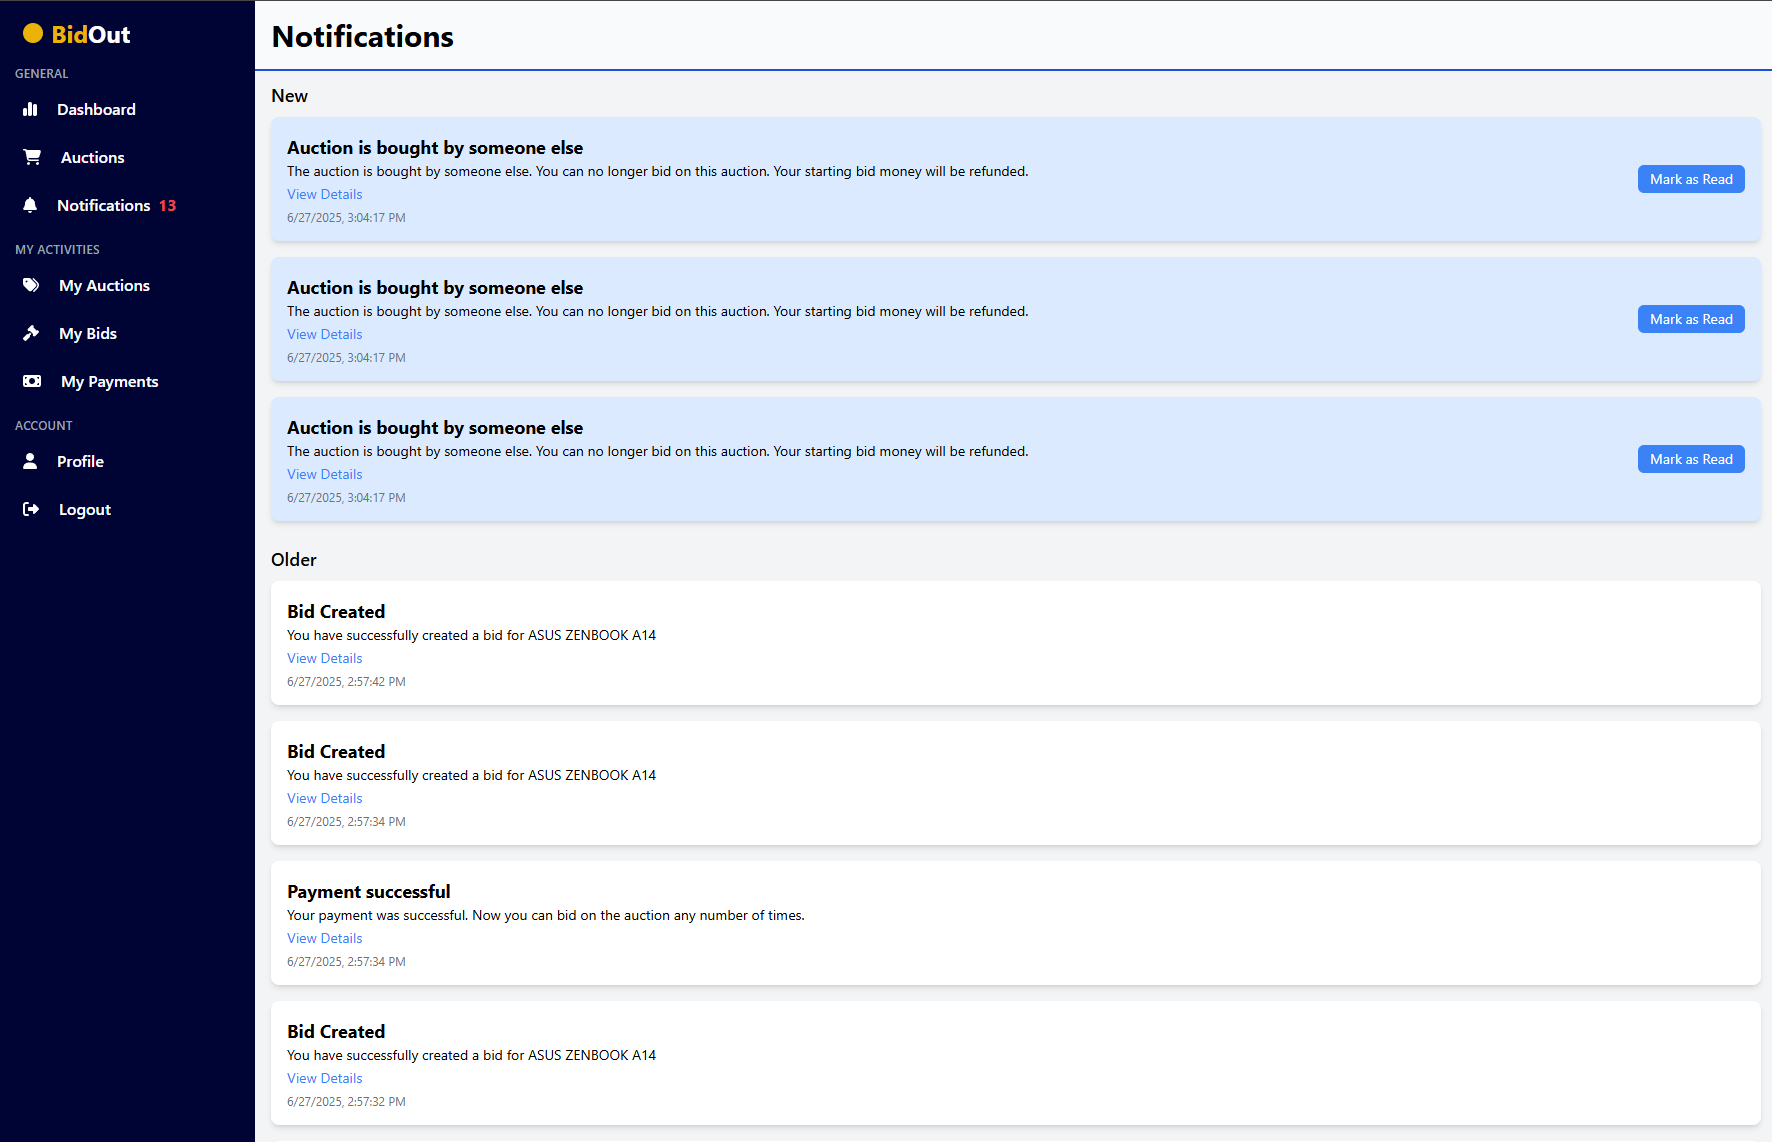 BidOut
GENERAL
Dashboard
Auctions
Notifications 13
MY ACTIVITIES
My Auctions
My Bids
My Payments
ACCOUNT
Profile
Logout
Notifications
New
Auction is bought by someone else
The auction is bought by someone else. You can no longer bid on this auction. Your starting bid money will be refunded.
View Details
6/27/2025, 3:04:17 PM
Mark as Read
Auction is bought by someone else
The auction is bought by someone else. You can no longer bid on this auction. Your starting bid money will be refunded.
View Details
6/27/2025, 3:04:17 PM
Mark as Read
Auction is bought by someone else
The auction is bought by someone else. You can no longer bid on this auction. Your starting bid money will be refunded.
View Details
6/27/2025, 3:04:17 PM
Mark as Read
Older
Bid Created
You have successfully created a bid for ASUS ZENBOOK A14
View Details
6/27/2025, 2:57:42 PM
Bid Created
You have successfully created a bid for ASUS ZENBOOK A14
View Details
6/27/2025, 2:57:34 PM
Payment successful
Your payment was successful. Now you can bid on the auction any number of times.
View Details
6/27/2025, 2:57:34 PM
Bid Created
You have successfully created a bid for ASUS ZENBOOK A14
View Details
6/27/2025, 2:57:32 PM